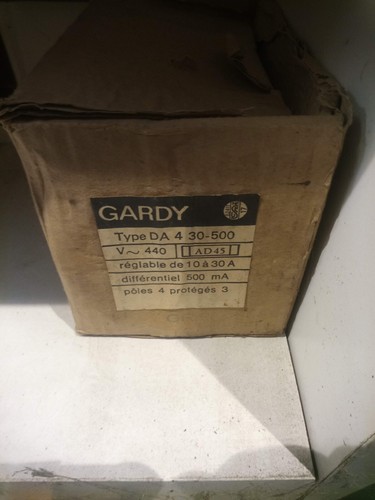 GARDY
Type DA 4 30-500
V~ 440 AD45
réglable de 10 à 30 A
différentiel 500 mA
pôles 4 protégés 3